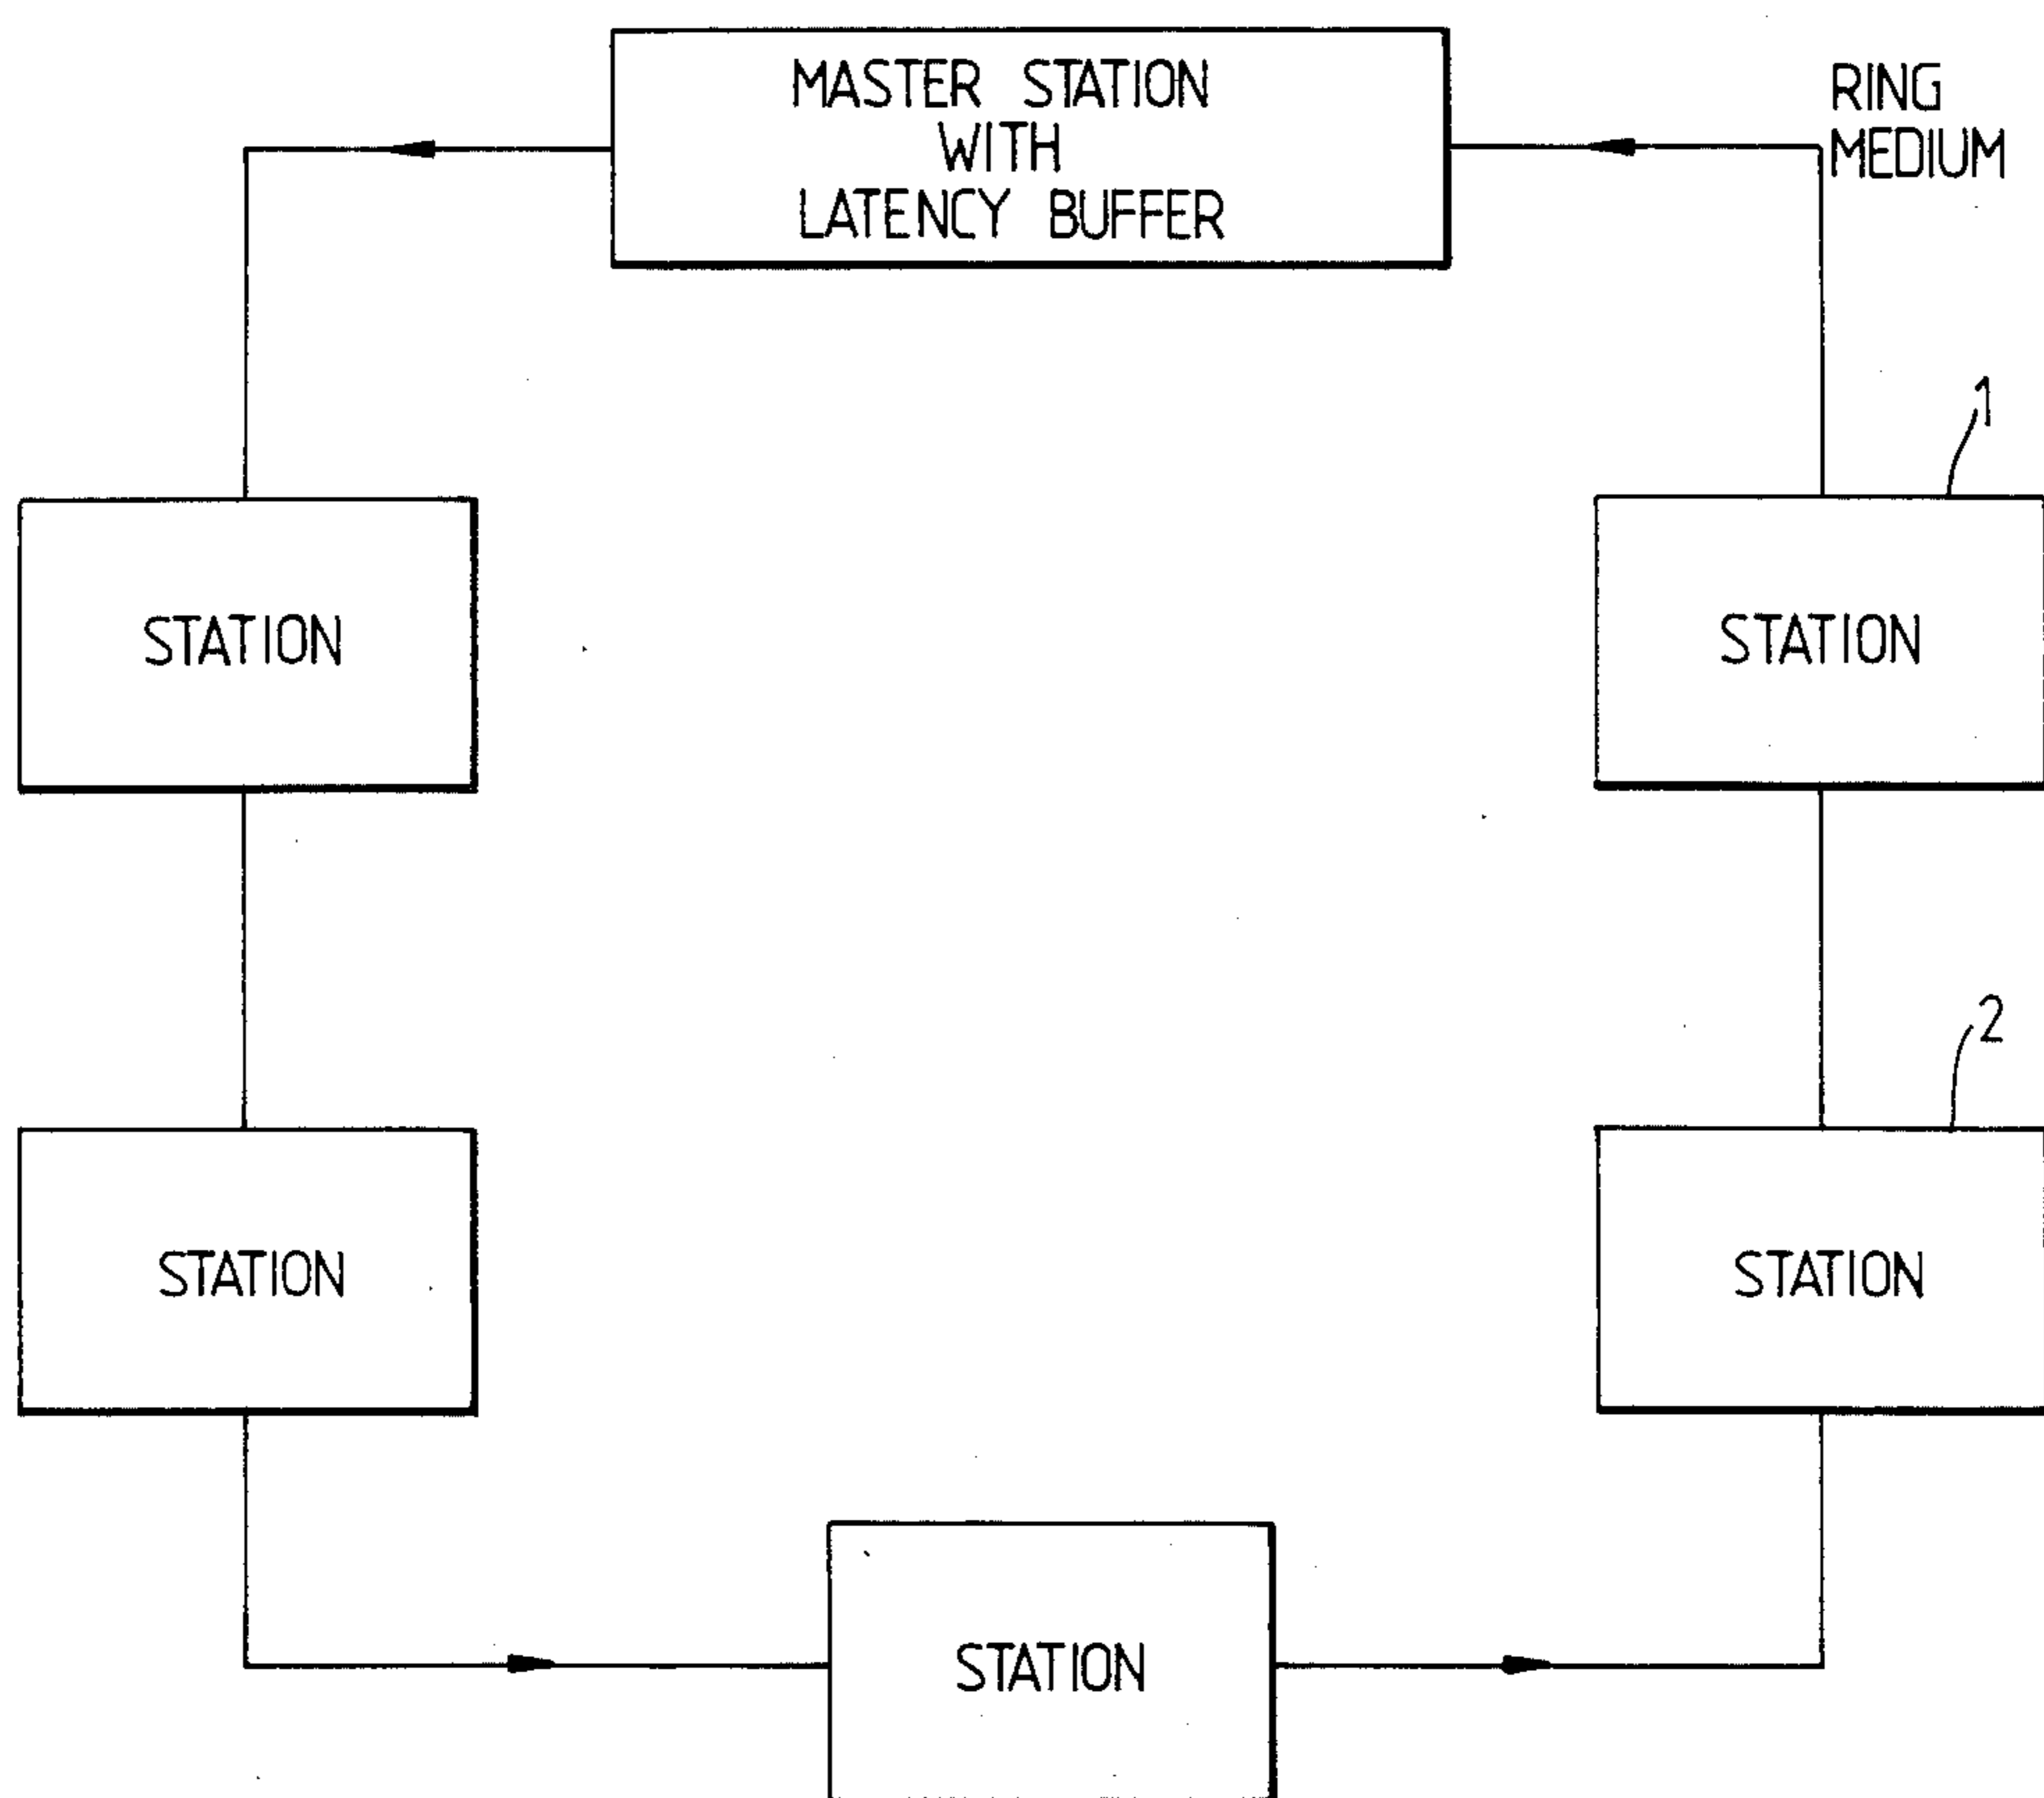 MASTER STATION
WITH
LATENCY BUFFER
RING
MEDIUM
1
STATION
STATION
2
STATION
STATION
STATION